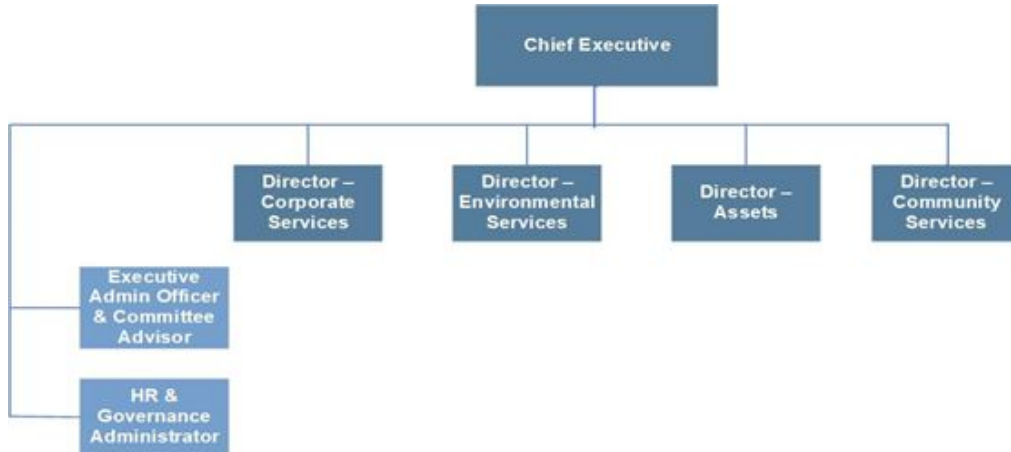 Chief Executive
Director –
Corporate
Services
Director –
Environmental
Services
Director –
Assets
Director –
Community
Services
Executive
Admin Officer
& Committee
Advisor
HR &
Governance
Administrator